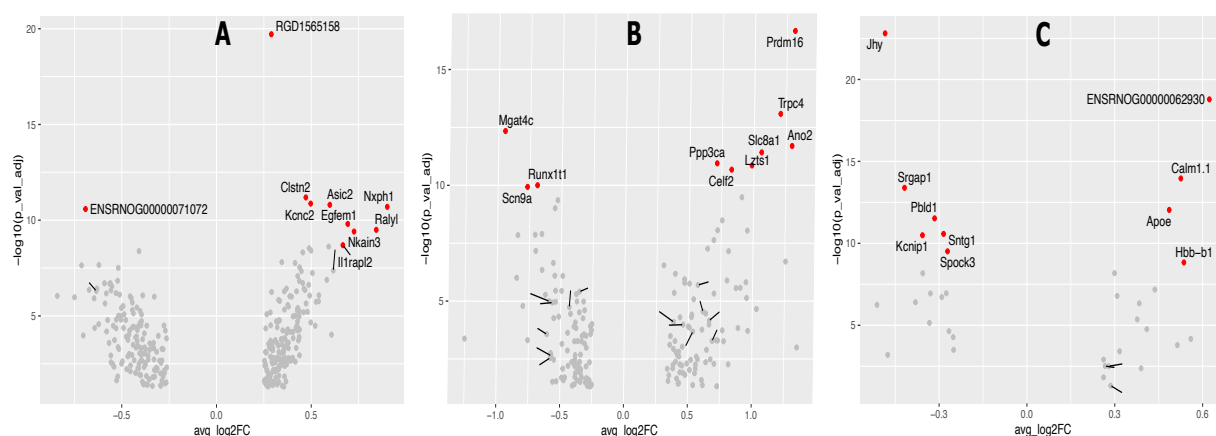 A
RGD1565158
ENSRNOG00000071072
Clstn2
Asic2
Nxph1
Kcnc2
Egfem1
Ralyl
Nkain3
Il1rapl2
20
15
10
5
-log10(p_val_adj)
-0.5
0.0
0.5
avg_log2FC
B
Prdm16
Trpc4
Mgat4c
Slc8a1
Ano2
Ppp3ca
Lzts1
Runx1t1
Celf2
Scn9a
15
10
5
-log10(p_val_adj)
-1.0
-0.5
0.0
0.5
1.0
avg_log2FC
C
Jhy
ENSRNOG00000062930
Calm1.1
Srgap1
Pbld1
Apoe
Kcnip1
Sntg1
Spock3
Hbb-b1
20
15
10
5
-log10(p_val_adj)
-0.3
0.0
0.3
0.6
avg_log2FC